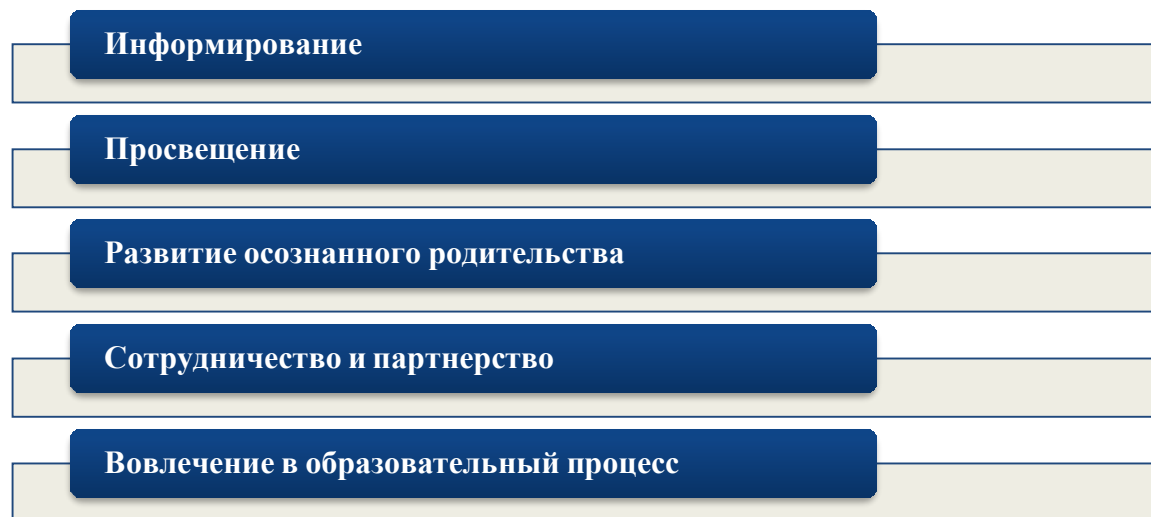 Информирование
Просвещение
Развитие осознанного родительства
Сотрудничество и партнерство
Вовлечение в образовательный процесс